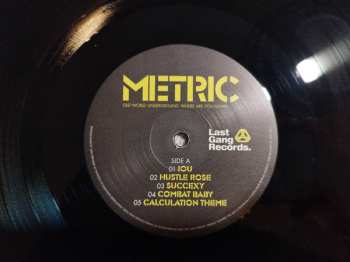 METRIC
OLD WORLD UNDERGROUND, WHERE ARE YOU NOW?
Last
Gang
Records.
SIDE A
01 IOU
02 HUSTLE ROSE
03 SUCCEXY
04 COMBAT BABY
05 CALCULATION THEME